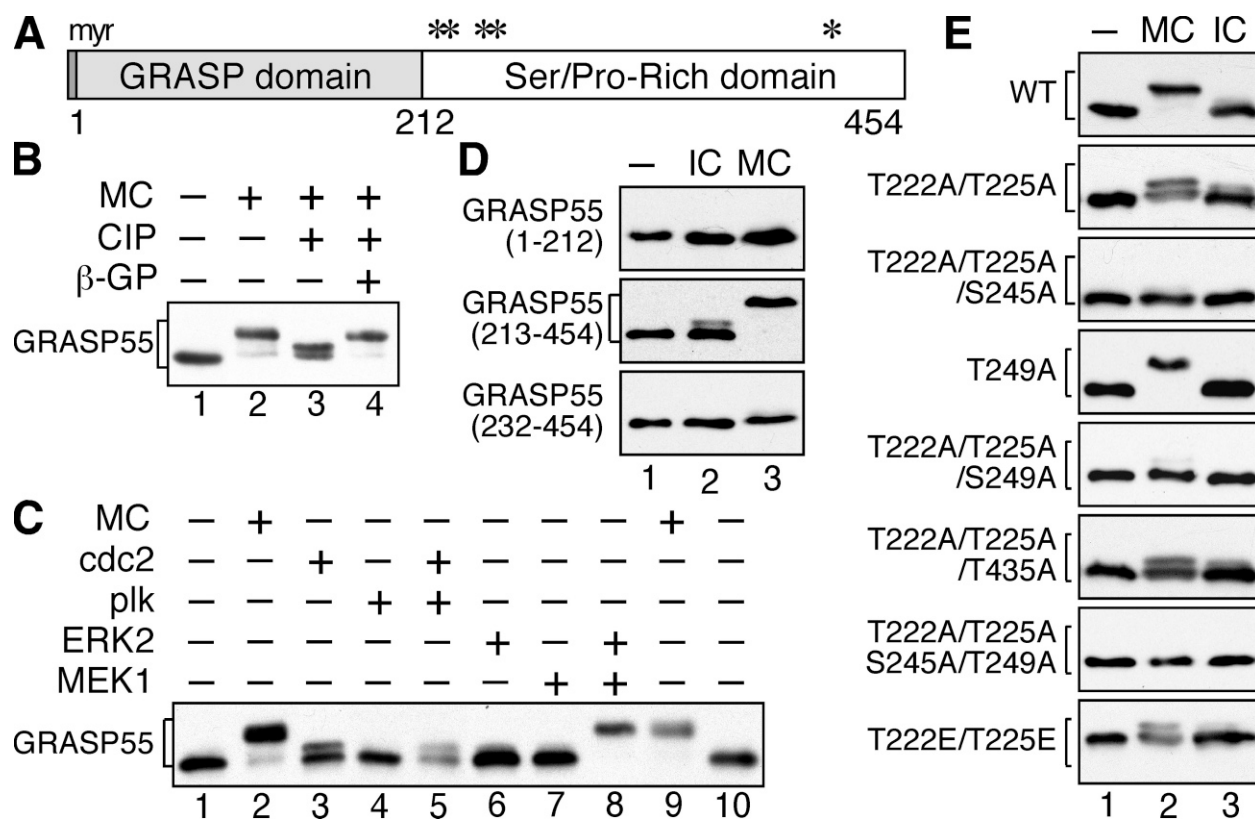 A myr ** ** *
GRASP domain Ser/Pro-Rich domain
1 212 454
B
MC – + + +
CIP – – + +
β-GP – – – +
GRASP55
1 2 3 4
C
MC – + – – – – – – + –
cdc2 – – + – + – – – – –
plk – – – + + – – – – –
ERK2 – – – – – + – + – –
MEK1 – – – – – – + + – –
GRASP55
1 2 3 4 5 6 7 8 9 10
D – IC MC
GRASP55
(1-212)
GRASP55
(213-454)
GRASP55
(232-454)
1 2 3
E – MC IC
WT
T222A/T225A
T222A/T225A
/S245A
T249A
T222A/T225A
/S249A
T222A/T225A
/T435A
T222A/T225A
S245A/T249A
T222E/T225E
1 2 3